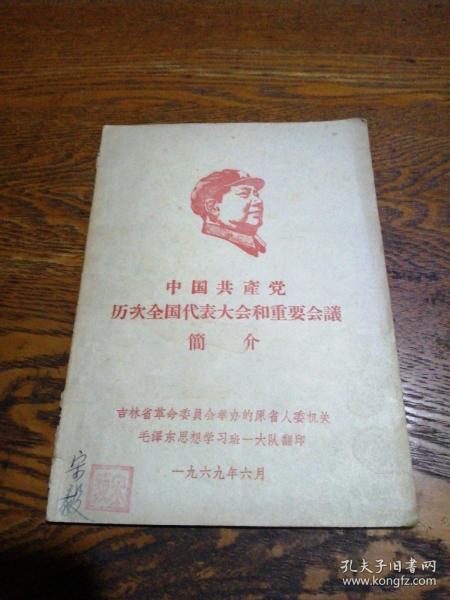 中国共產党
历次全国代表大会和重要会議
簡介
吉林省革命委員会举办的原省人委机关
毛澤东思想学习班一大队翻印
一九六九年六月
宋毅
孔夫子旧书网
www.kongfz.com